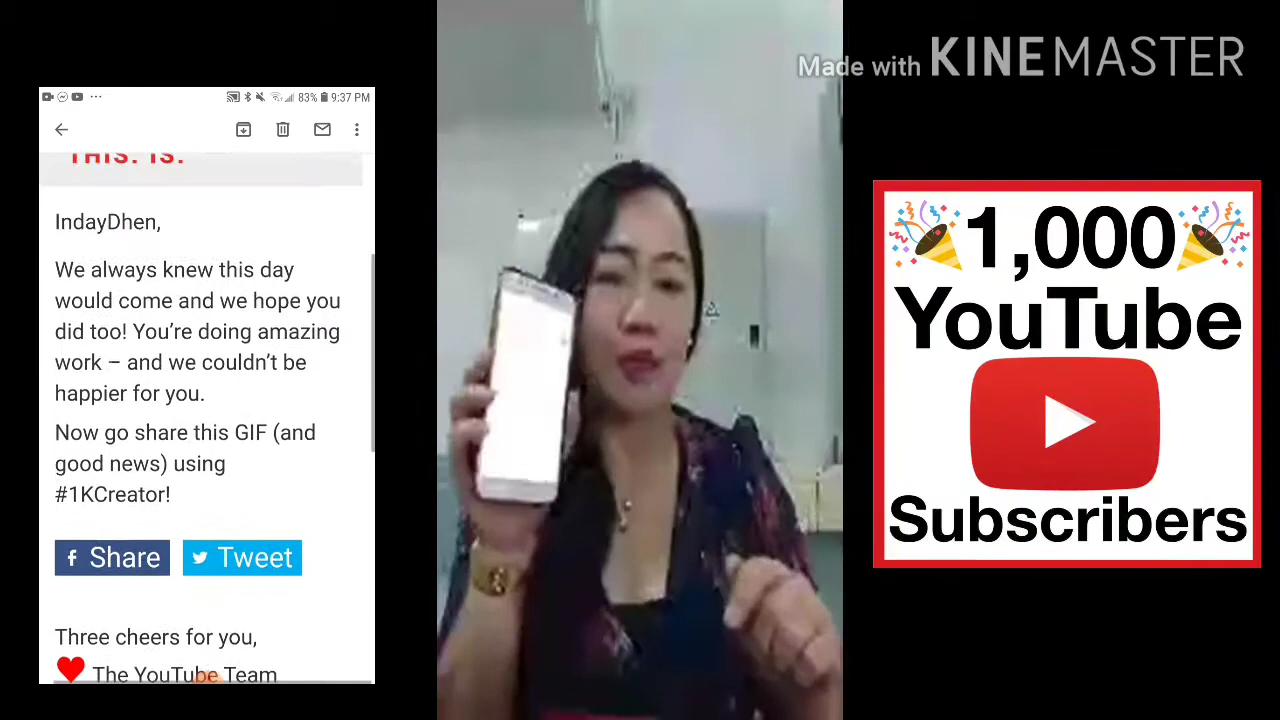 83% 9:37 PM
THIS. IS.
IndayDhen,
We always knew this day
would come and we hope you
did too! You’re doing amazing
work – and we couldn’t be
happier for you.
Now go share this GIF (and
good news) using
#1KCreator!
f Share
Tweet
Three cheers for you,
The YouTube Team
Made with KINEMASTER
1,000
YouTube
Subscribers